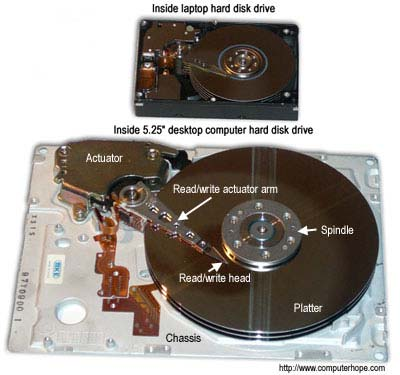 Inside laptop hard disk drive
Inside 5.25" desktop computer hard disk drive
Actuator
Read/write actuator arm
Spindle
Read/write head
Platter
Chassis
http://www.computerhope.com